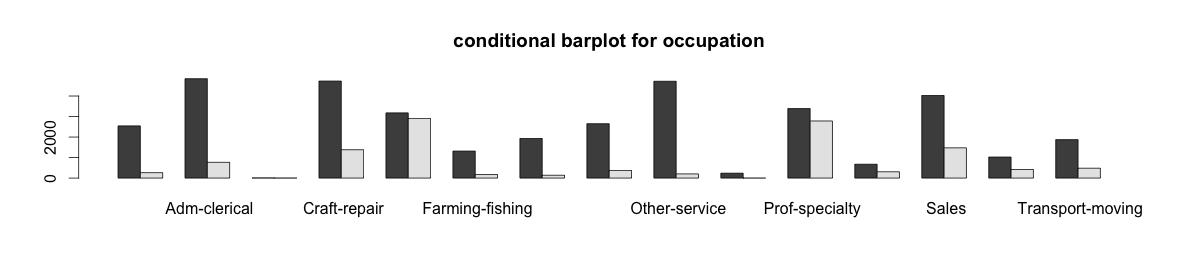 conditional barplot for occupation
2000
0
Adm-clerical Craft-repair Farming-fishing Other-service Prof-specialty Sales Transport-moving